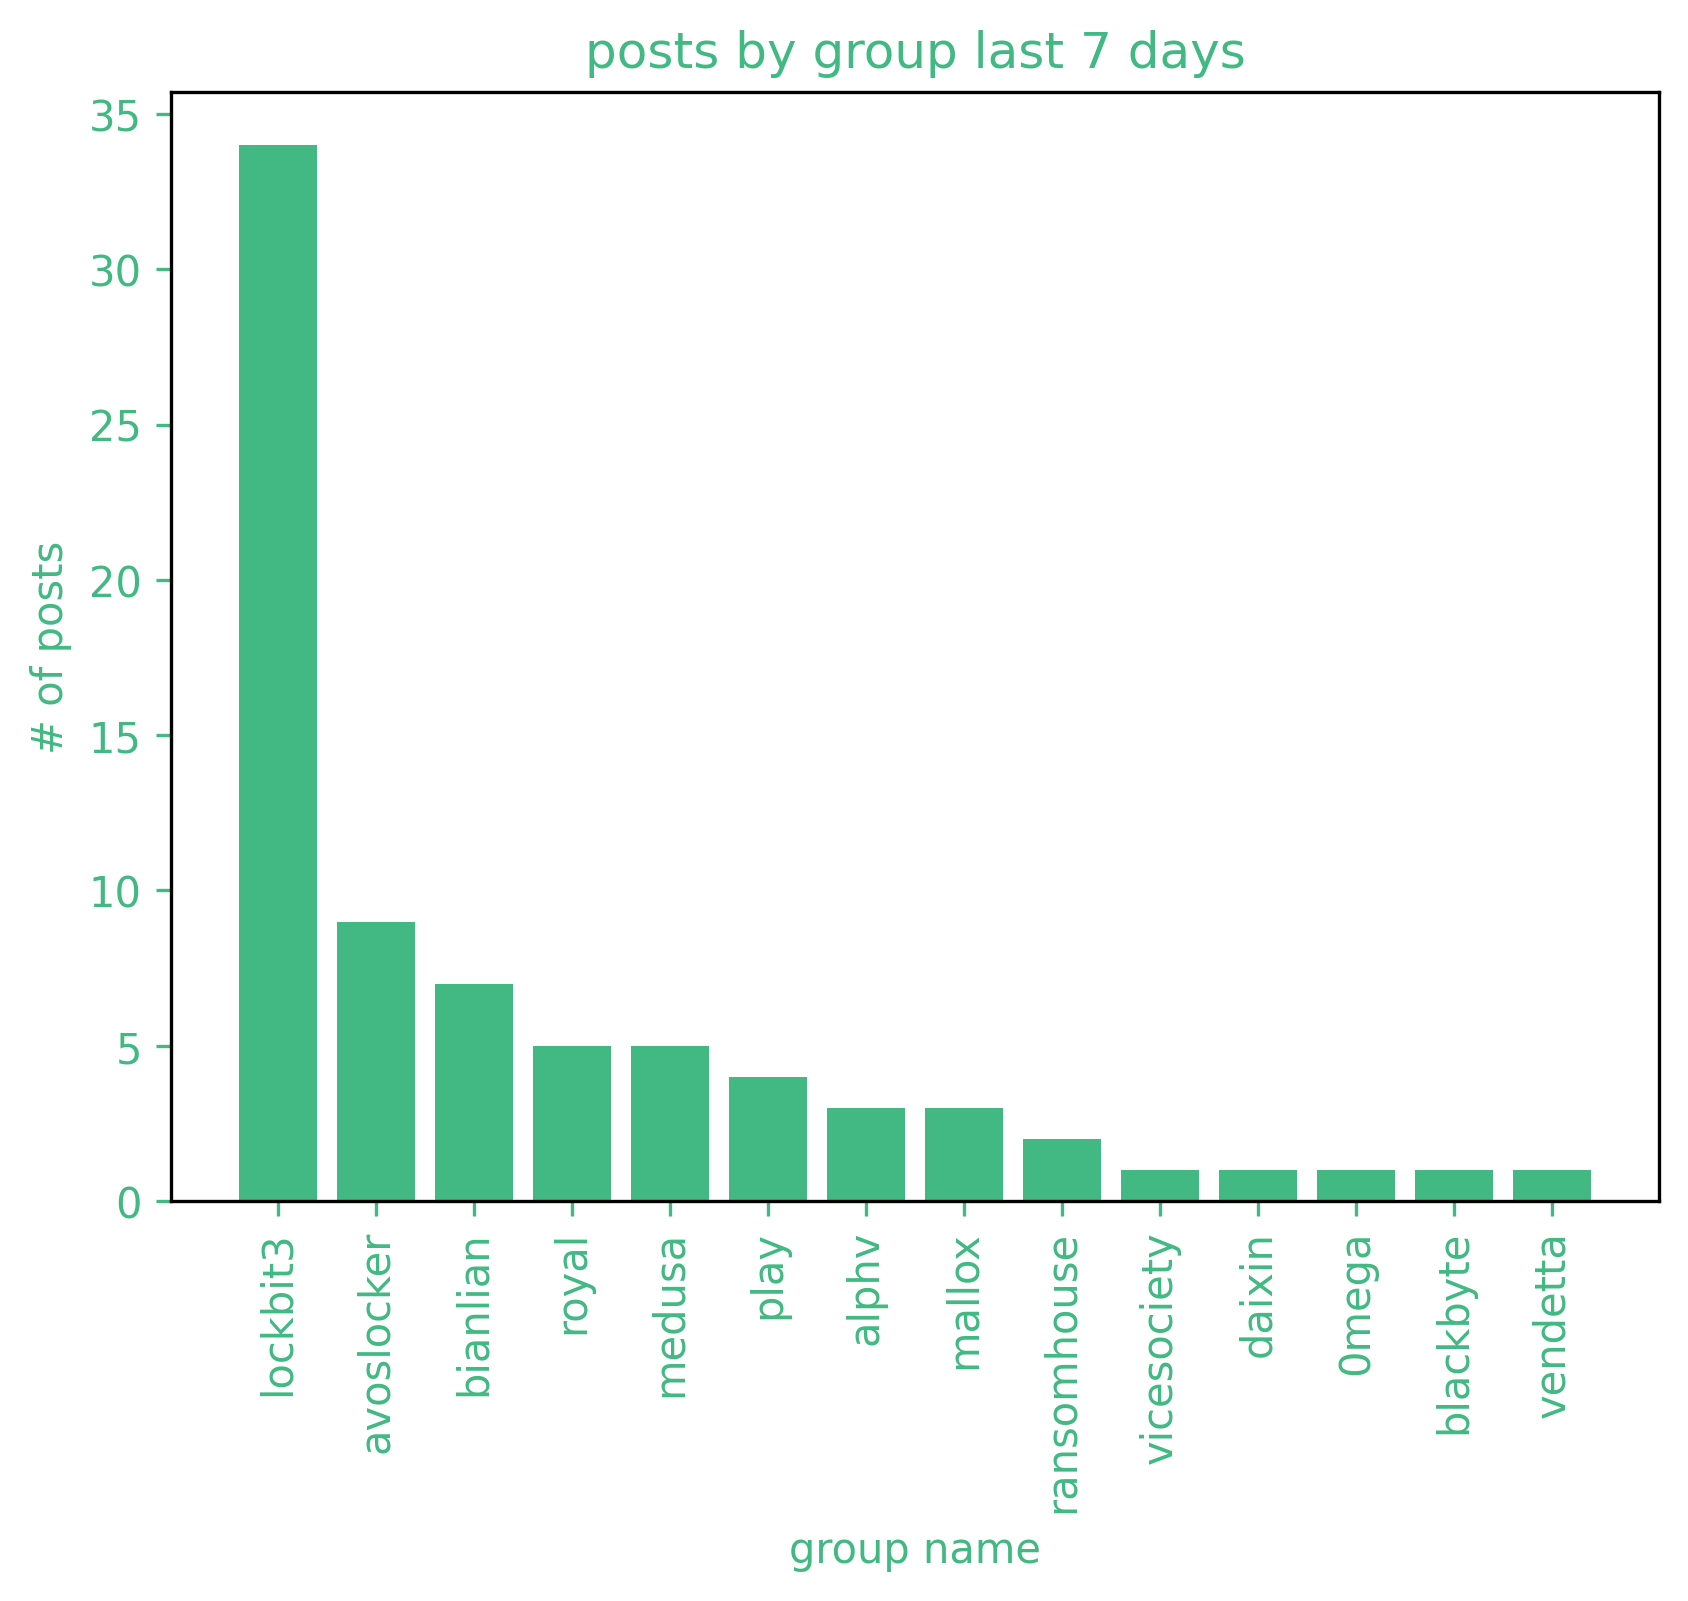 posts by group last 7 days
# of posts
35
30
25
20
15
10
5
0
lockbit3
avoslocker
bianlian
royal
medusa
play
alphv
mallox
ransomhouse
vicesociety
daixin
0mega
blackbyte
vendetta
group name